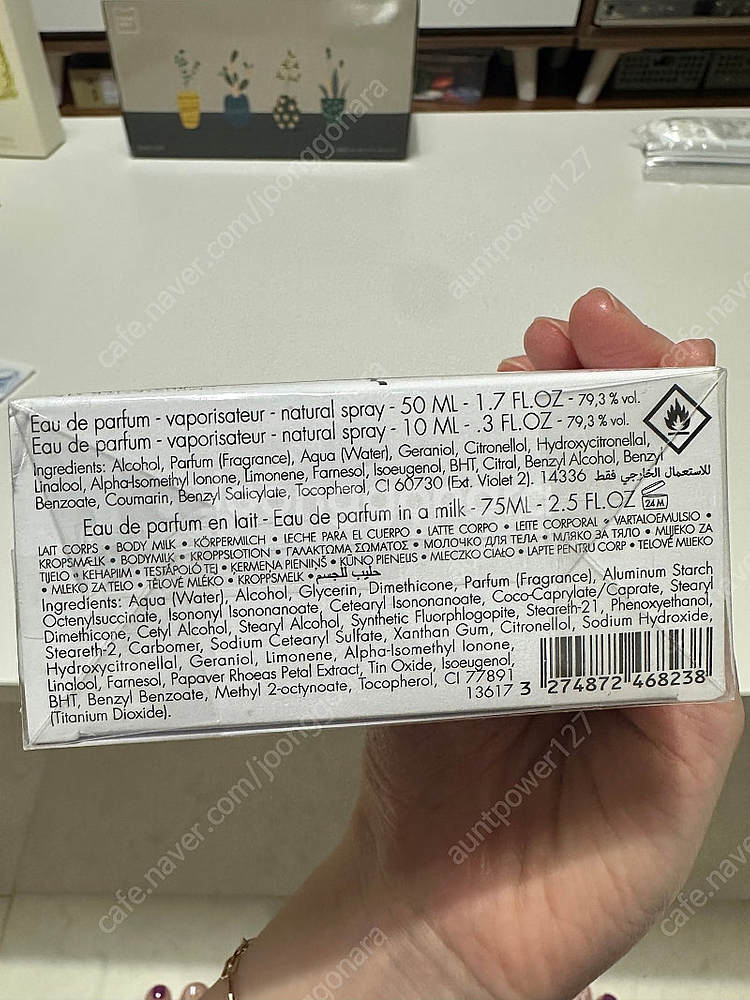 Eau de parfum - vaporisateur - natural spray - 50 ML - 1.7 FL.OZ - 79,3 % vol.
Eau de parfum - vaporisateur - natural spray - 10 ML - .3 FL.OZ - 79,3% vol.
Ingredients: Alcohol, Parfum (Fragrance), Aqua (Water), Geraniol, Citronellol, Hydroxycitronellal,
Linalool, Alpha-Isomethyl Ionone, Limonene, Farnesol, Isoeugenol, BHT, Citral, Benzyl Alcohol, Benzyl
Benzoate, Coumarin, Benzyl Salicylate, Tocopherol, CI 60730 (Ext. Violet 2). 14336 للاستعمال الخارجي فقط
Eau de parfum en lait - Eau de parfum in a milk - 75ML - 2.5 FL.OZ 24 M
LAIT CORPS • BODY MILK • KÖRPERMILCH • LECHE PARA EL CUERPO • LATTE CORPO • LEITE CORPORAL • VARTALOEMULSIO •
KROPSMÆLK • BODYMILK • KROPPSLOTION • ΓΑΛΑΚΤΩΜΑ ΣΩΜΑΤΟΣ • МОЛОЧКО ДЛЯ ТЕЛА • МЛЯКО ЗА ТЯЛО • MLIJEKO ZA
TIJELO • KEHAPIIM • TESTÁPOLÓ TEJ • ĶERMEŅA PIENIŅŠ • KŪNO PIENELIS • MLECZKO CIAŁO • LAPTE PENTRU CORP • TELOVÉ MLIEKO
• MLEKO ZA TELO • TĚLOVÉ MLÉKO • KROPPSMELK • حليب للجسم
Ingredients: Aqua (Water), Alcohol, Glycerin, Dimethicone, Parfum (Fragrance), Aluminum Starch
Octenylsuccinate, Isononyl Isononanoate, Cetearyl Isononanoate, Coco-Caprylate/Caprate, Stearyl
Dimethicone, Cetyl Alcohol, Stearyl Alcohol, Synthetic Fluorphlogopite, Steareth-21, Phenoxyethanol,
Steareth-2, Carbomer, Sodium Cetearyl Sulfate, Xanthan Gum, Citronellol, Sodium Hydroxide,
Hydroxycitronellal, Geraniol, Limonene, Alpha-Isomethyl Ionone,
Linalool, Farnesol, Papaver Rhoeas Petal Extract, Tin Oxide, Isoeugenol,
BHT, Benzyl Benzoate, Methyl 2-octynoate, Tocopherol, CI 77891
(Titanium Dioxide). 13617
3 274872 468238
cafe.naver.com/joonggonara
auntpower127